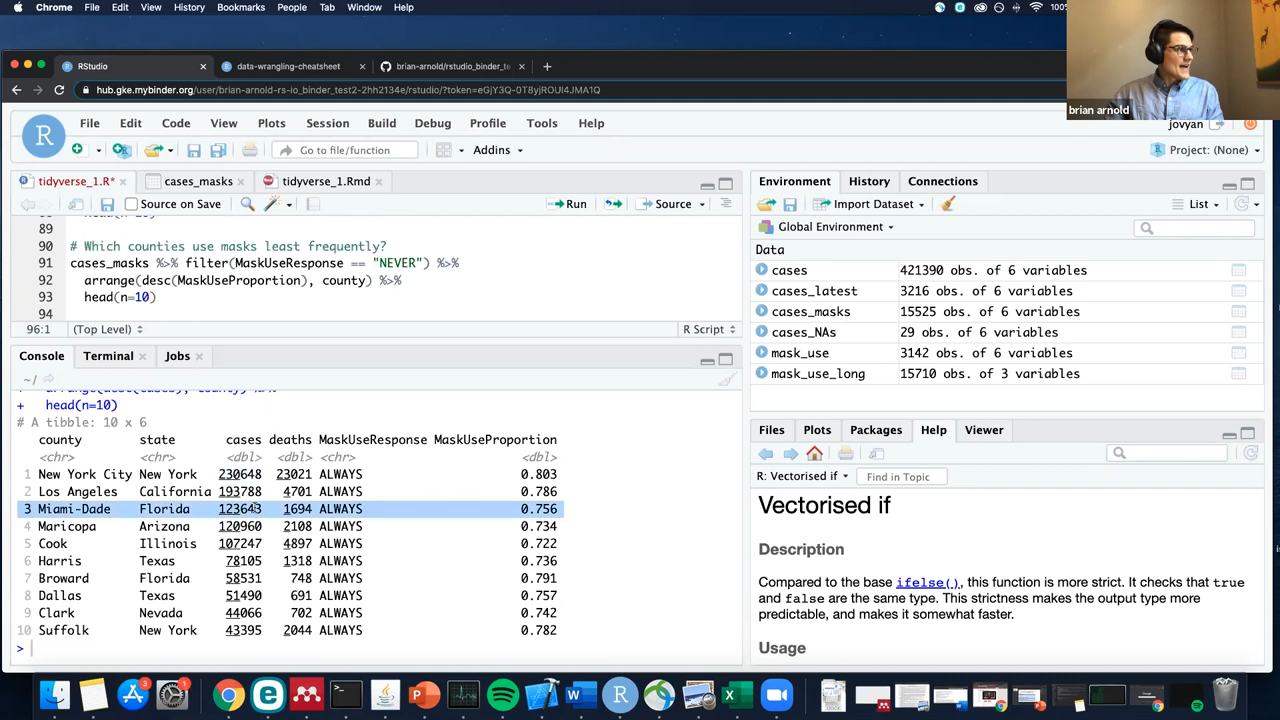 Chrome File Edit View History Bookmarks People Tab Window Help 100%
RStudio
data-wrangling-cheatsheet
brian-arnold/rstudio_binder_te
hub.gke.mybinder.org/user/brian-arnold-rs-io_binder_test2-2hh2134e/rstudio/?token=eGjY3Q-0T8yjROUl4JMA1Q
brian arnold
jovyan
File Edit Code View Plots Session Build Debug Profile Tools Help
Go to file/function
Addins
Project: (None)
tidyverse_1.R*
cases_masks
tidyverse_1.Rmd
Source on Save
Run
Source
89
90 # Which counties use masks least frequently?
91 cases_masks %>% filter(MaskUseResponse == "NEVER") %>%
92 arrange(desc(MaskUseProportion), county) %>%
93 head(n=10)
94
96:1 (Top Level) R Script
Console Terminal Jobs
~/
+ head(n=10)
# A tibble: 10 x 6
county state cases deaths MaskUseResponse MaskUseProportion
<chr> <chr> <dbl> <dbl> <chr> <dbl>
1 New York City New York 230648 23021 ALWAYS 0.803
2 Los Angeles California 193788 4701 ALWAYS 0.786
3 Miami-Dade Florida 123643 1694 ALWAYS 0.756
4 Maricopa Arizona 120960 2108 ALWAYS 0.734
5 Cook Illinois 107247 4897 ALWAYS 0.722
6 Harris Texas 78105 1318 ALWAYS 0.736
7 Broward Florida 58531 748 ALWAYS 0.791
8 Dallas Texas 51490 691 ALWAYS 0.757
9 Clark Nevada 44066 702 ALWAYS 0.742
10 Suffolk New York 43395 2044 ALWAYS 0.782
>
Environment History Connections
Import Dataset
List
Global Environment
Data
cases 421390 obs. of 6 variables
cases_latest 3216 obs. of 6 variables
cases_masks 15525 obs. of 6 variables
cases_NAs 29 obs. of 6 variables
mask_use 3142 obs. of 6 variables
mask_use_long 15710 obs. of 3 variables
Files Plots Packages Help Viewer
R: Vectorised if
Find in Topic
Vectorised if
Description
Compared to the base ifelse(), this function is more strict. It checks that true
and false are the same type. This strictness makes the output type more
predictable, and makes it somewhat faster.
Usage